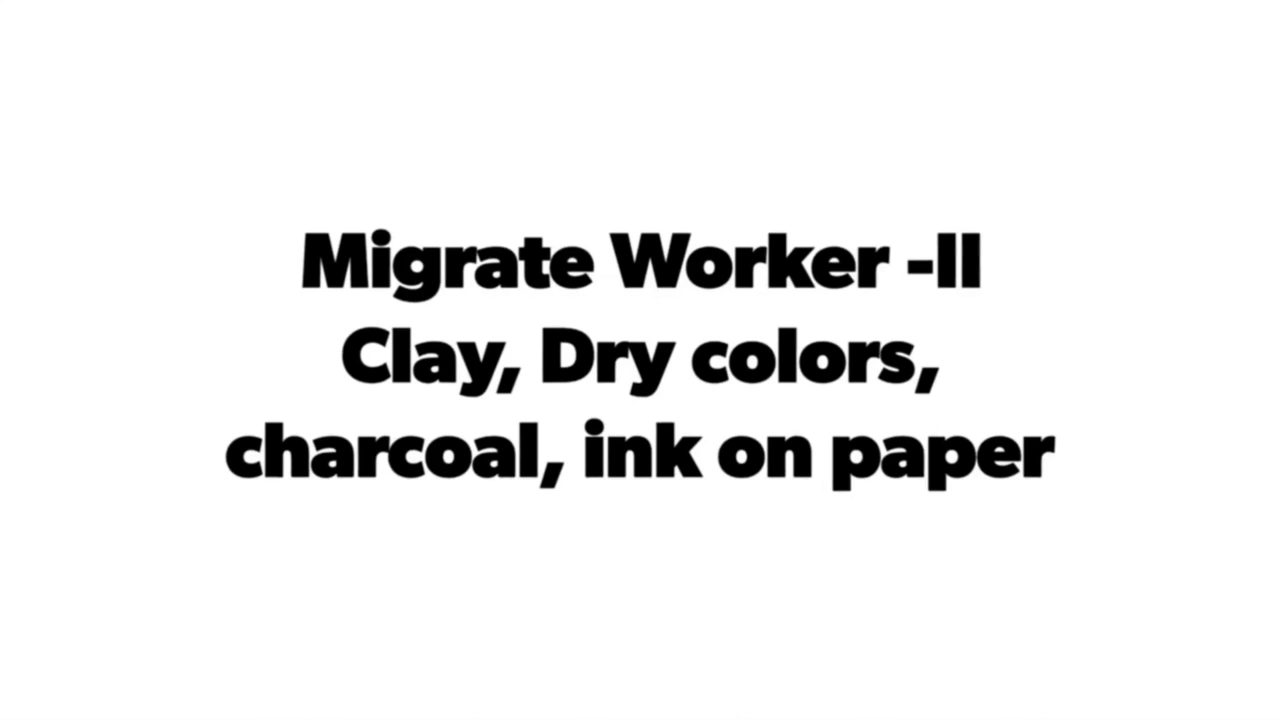 Migrate Worker -II
Clay, Dry colors,
charcoal, ink on paper